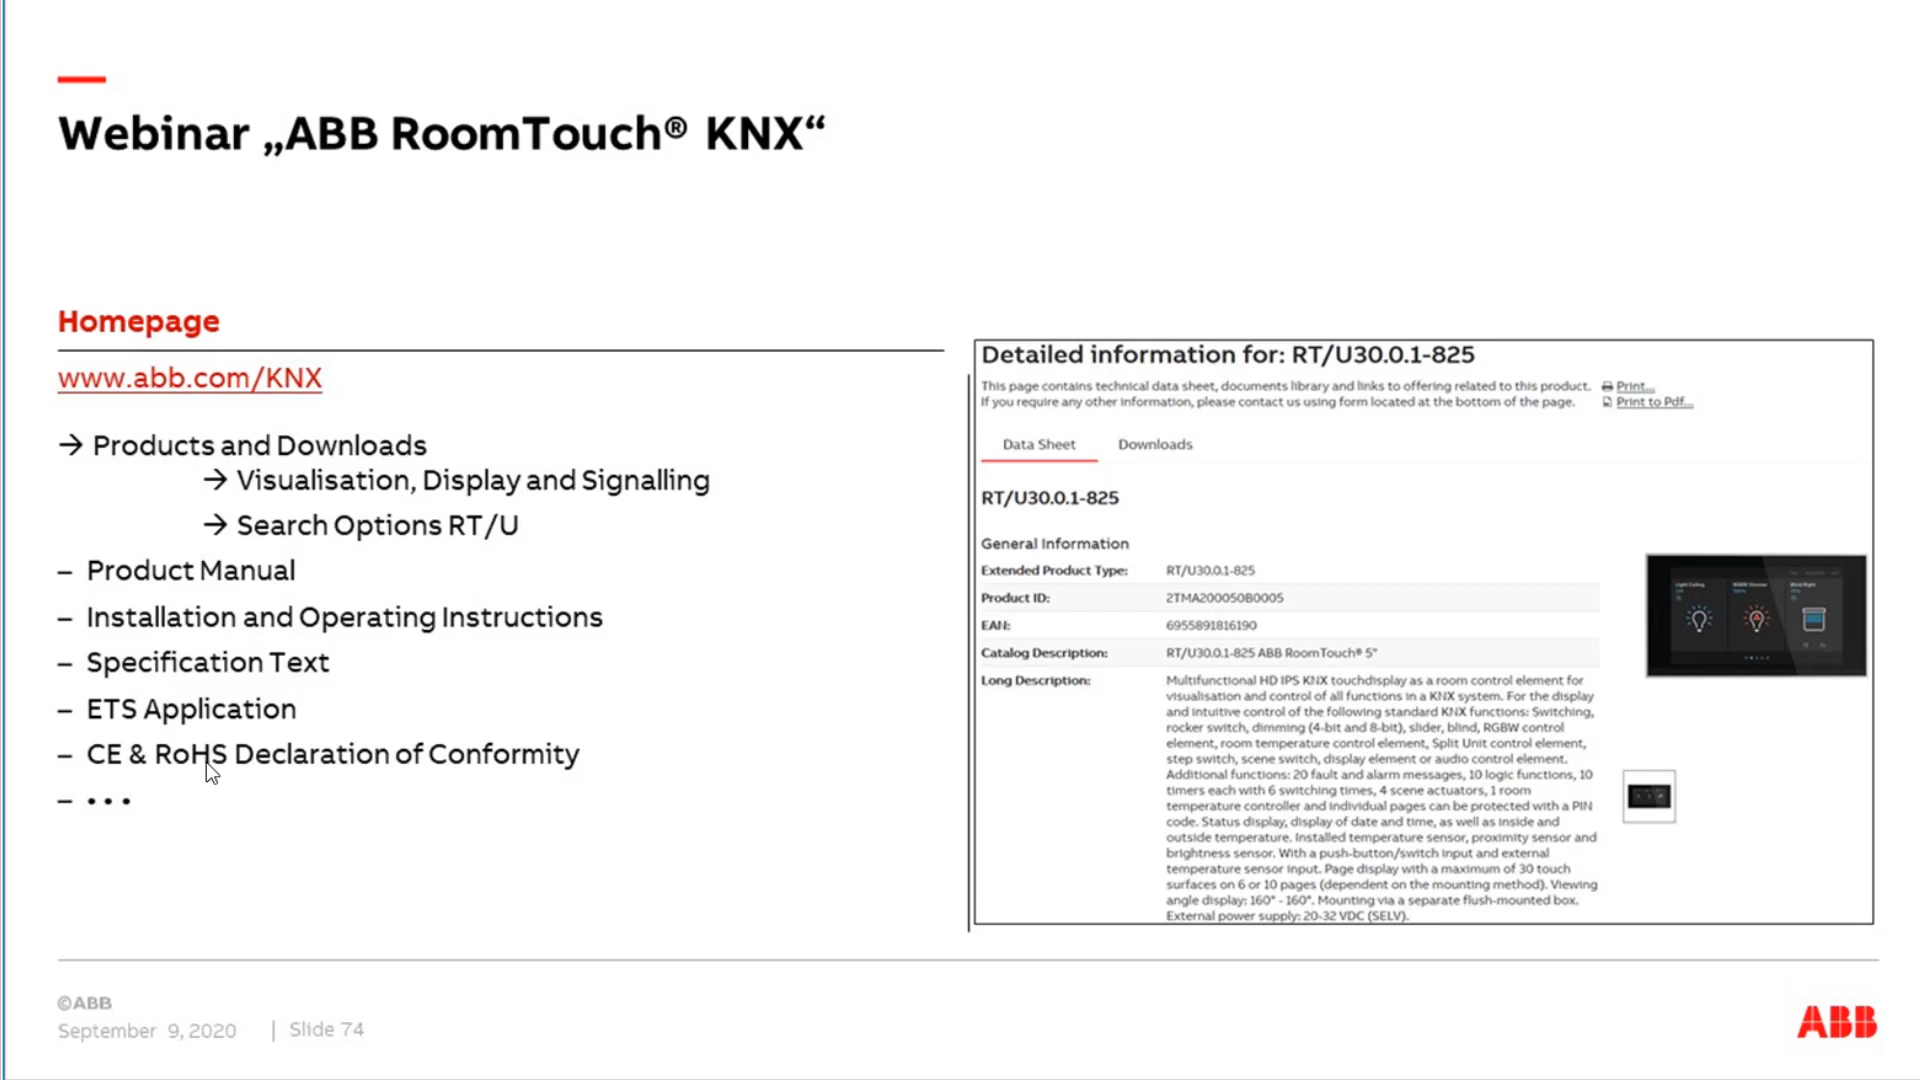 Webinar „ABB RoomTouch® KNX“
Homepage
www.abb.com/KNX
→ Products and Downloads
→ Visualisation, Display and Signalling
→ Search Options RT/U
– Product Manual
– Installation and Operating Instructions
– Specification Text
– ETS Application
– CE & RoHS Declaration of Conformity
– • • •
Detailed information for: RT/U30.0.1-825
This page contains technical data sheet, documents library and links to offering related to this product.
If you require any other information, please contact us using form located at the bottom of the page.
Print...
Print to Pdf...
Data Sheet Downloads
RT/U30.0.1-825
General Information
Extended Product Type: RT/U30.0.1-825
Product ID: 2TMA200050B0005
EAN: 6955891816190
Catalog Description: RT/U30.0.1-825 ABB RoomTouch® 5"
Long Description: Multifunctional HD IPS KNX touchdisplay as a room control element for
visualisation and control of all functions in a KNX system. For the display
and intuitive control of the following standard KNX functions: Switching,
rocker switch, dimming (4-bit and 8-bit), slider, blind, RGBW control
element, room temperature control element, Split Unit control element,
step switch, scene switch, display element or audio control element.
Additional functions: 20 fault and alarm messages, 10 logic functions, 10
timers each with 6 switching times, 4 scene actuators, 1 room
temperature controller and individual pages can be protected with a PIN
code. Status display, display of date and time, as well as inside and
outside temperature. Installed temperature sensor, proximity sensor and
brightness sensor. With a push-button/switch input and external
temperature sensor input. Page display with a maximum of 30 touch
surfaces on 6 or 10 pages (dependent on the mounting method). Viewing
angle display: 160° - 160°. Mounting via a separate flush-mounted box.
External power supply: 20-32 VDC (SELV).
©ABB
September 9, 2020 | Slide 74
ABB